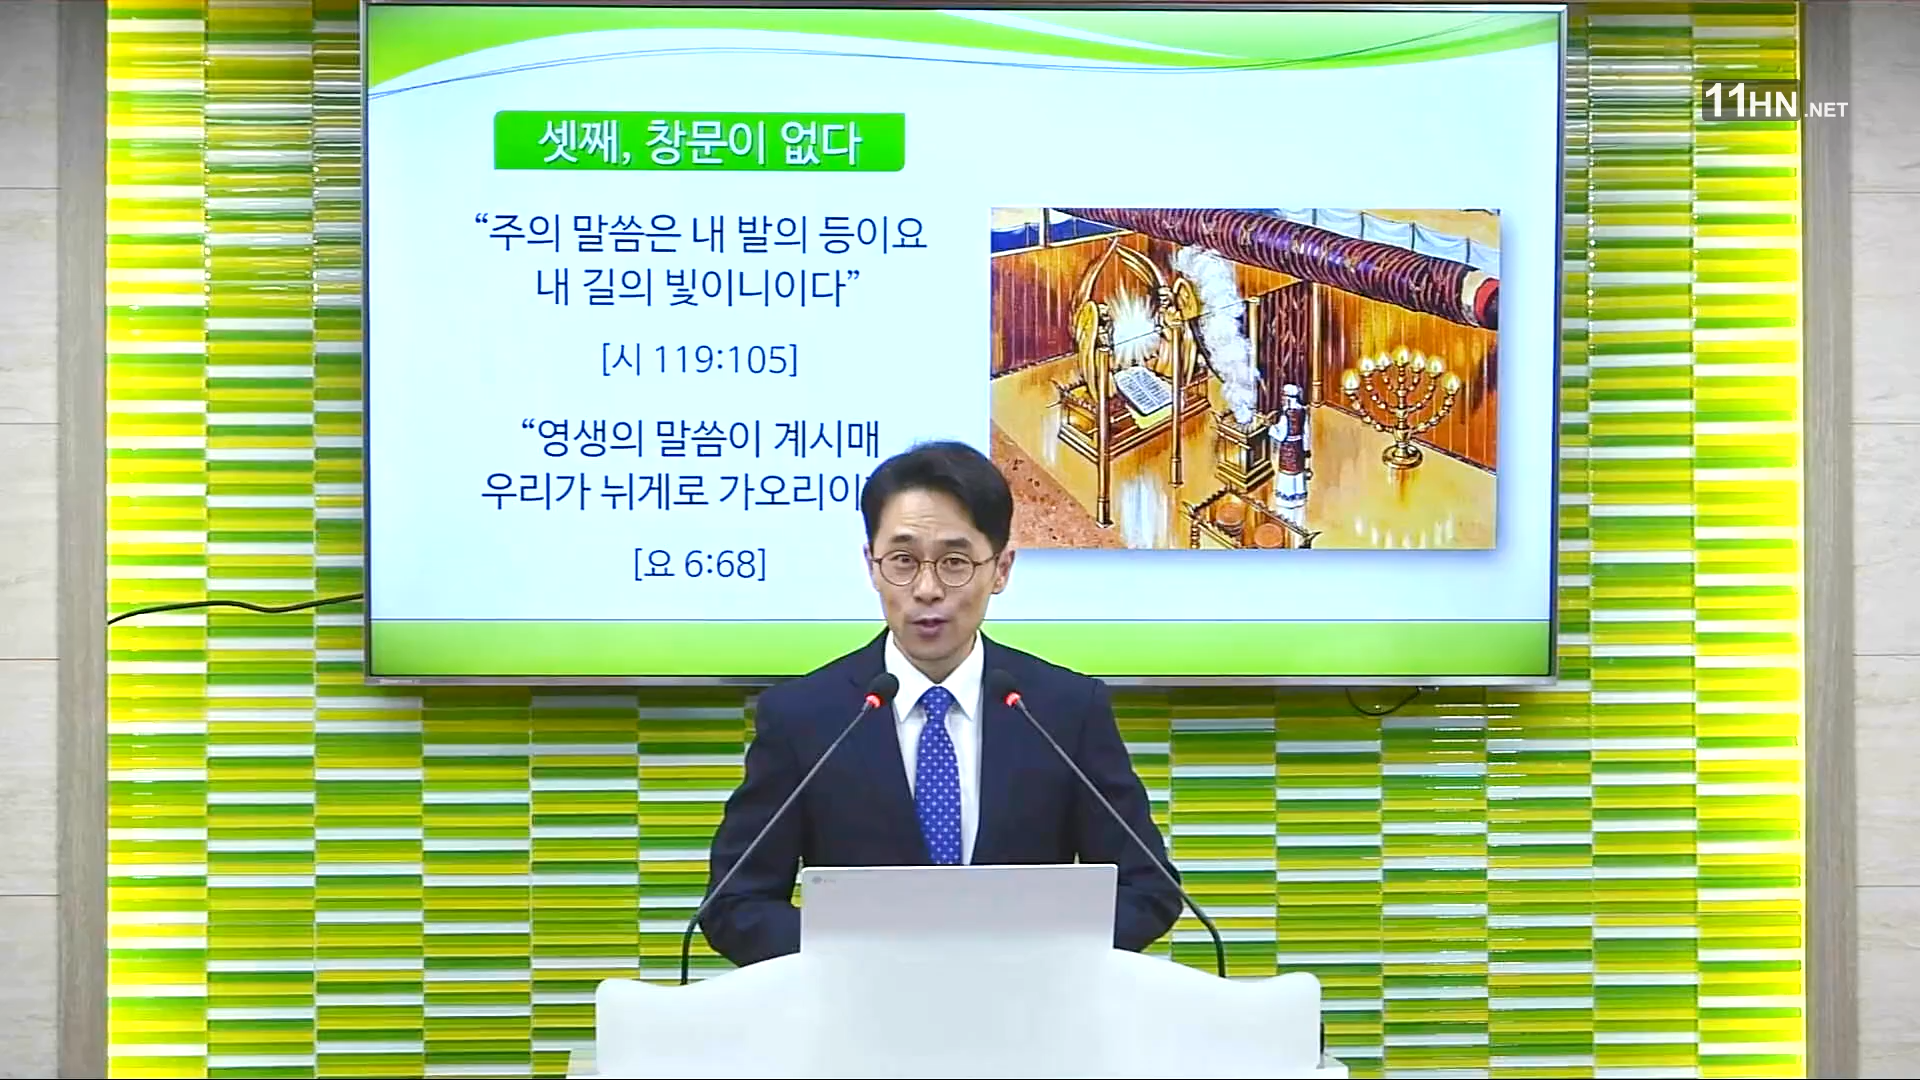 11HN.NET
셋째, 창문이 없다
“주의 말씀은 내 발의 등이요
내 길의 빛이니이다”
[시 119:105]
“영생의 말씀이 계시매
우리가 뉘게로 가오리이
[요 6:68]